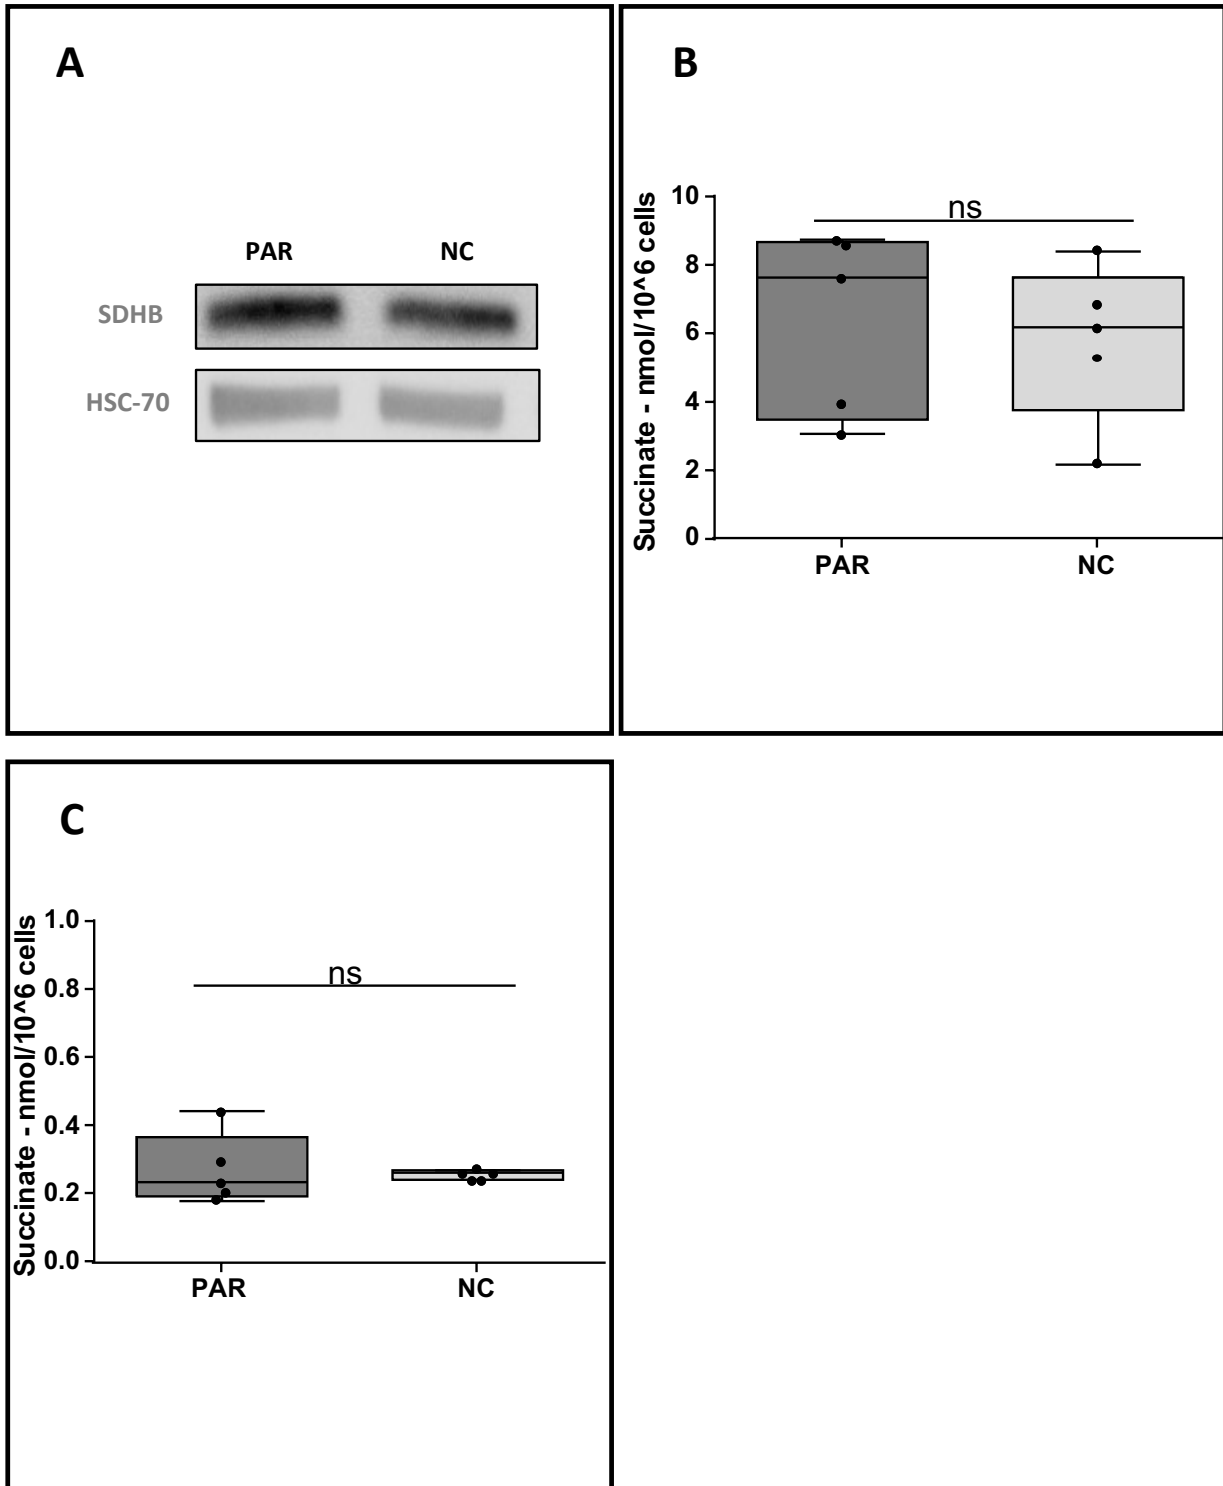 A
PAR NC
SDHB
HSC-70
B
Succinate - nmol/10^6 cells
10
8
6
4
2
0
ns
PAR NC
C
Succinate - nmol/10^6 cells
1.0
0.8
0.6
0.4
0.2
0.0
ns
PAR NC